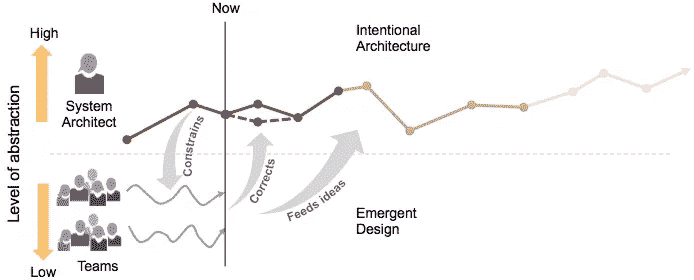 Now
High
Intentional
Architecture
Level of abstraction
System
Architect
Constrains
Corrects
Feeds ideas
Emergent
Design
Low
Teams